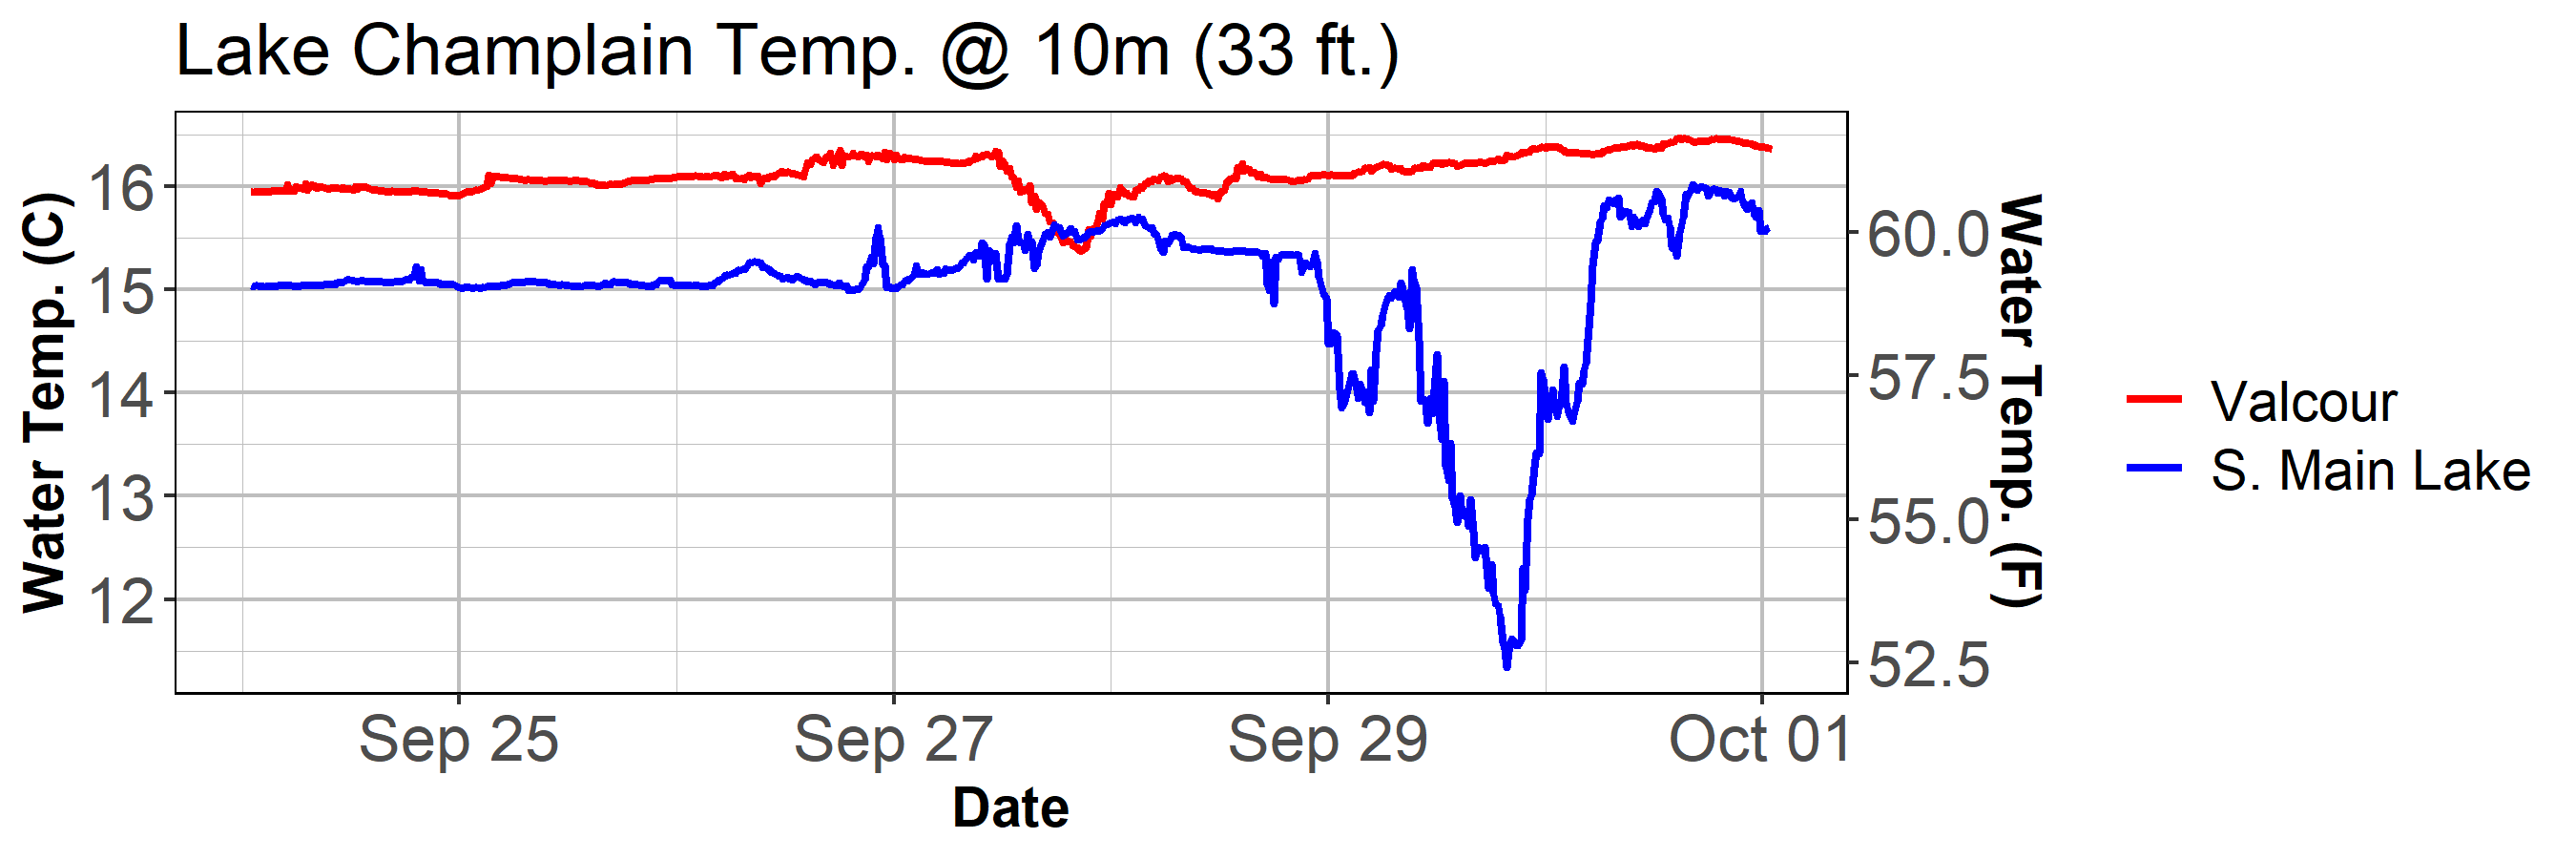 Lake Champlain Temp. @ 10m (33 ft.)
Water Temp. (C)
16
15
14
13
12
60.0
57.5
55.0
52.5
Water Temp. (F)
Sep 25
Sep 27
Sep 29
Oct 01
Date
Valcour
S. Main Lake